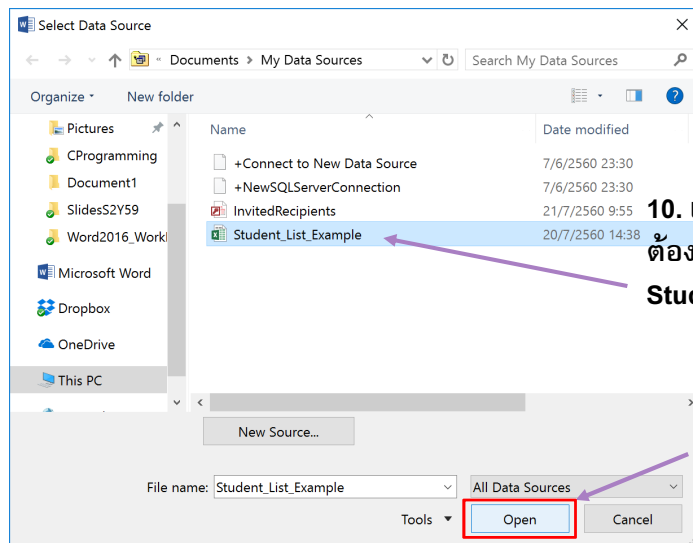 Select Data Source
« Documents > My Data Sources
Search My Data Sources
Organize
New folder
Name
Date modified
Pictures
CProgramming
Document1
SlidesS2Y59
Microsoft Word
Dropbox
OneDrive
This PC
+Connect to New Data Source 7/6/2560 23:30
+NewSQLServerConnection 7/6/2560 23:30
InvitedRecipients 21/7/2560 9:55
Student_List_Example 20/7/2560 14:38
10.
ต้อง
New Source...
File name: Student_List_Example
All Data Sources
Tools
Open
Cancel